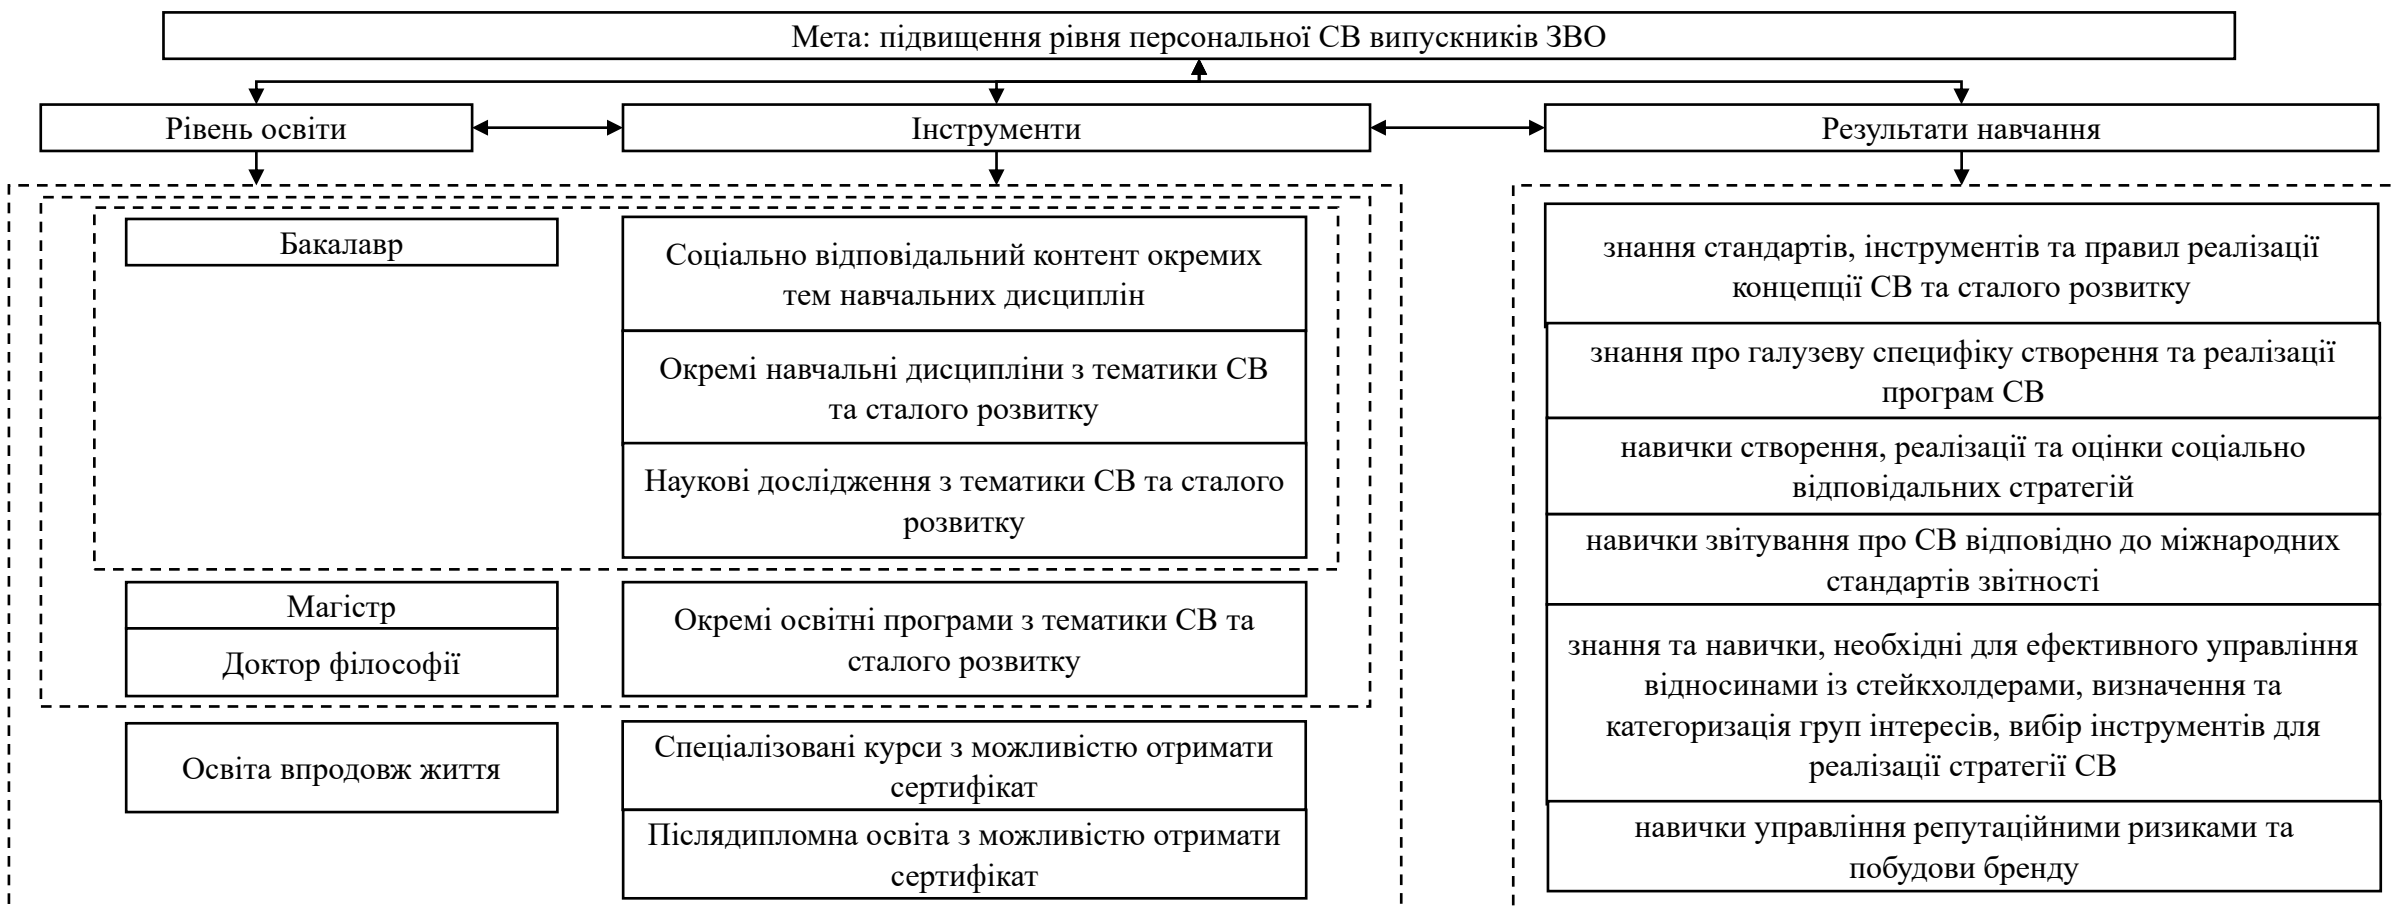 Мета: підвищення рівня персональної СВ випускників ЗВО
Рівень освіти
Інструменти
Результати навчання
Бакалавр
Соціально відповідальний контент окремих
тем навчальних дисциплін
Окремі навчальні дисципліни з тематики СВ
та сталого розвитку
Наукові дослідження з тематики СВ та сталого
розвитку
Магістр
Доктор філософії
Окремі освітні програми з тематики СВ та
сталого розвитку
Освіта впродовж життя
Спеціалізовані курси з можливістю отримати
сертифікат
Післядипломна освіта з можливістю отримати
сертифікат
знання стандартів, інструментів та правил реалізації
концепції СВ та сталого розвитку
знання про галузеву специфіку створення та реалізації
програм СВ
навички створення, реалізації та оцінки соціально
відповідальних стратегій
навички звітування про СВ відповідно до міжнародних
стандартів звітності
знання та навички, необхідні для ефективного управління
відносинами із стейкхолдерами, визначення та
категоризація груп інтересів, вибір інструментів для
реалізації стратегії СВ
навички управління репутаційними ризиками та
побудови бренду